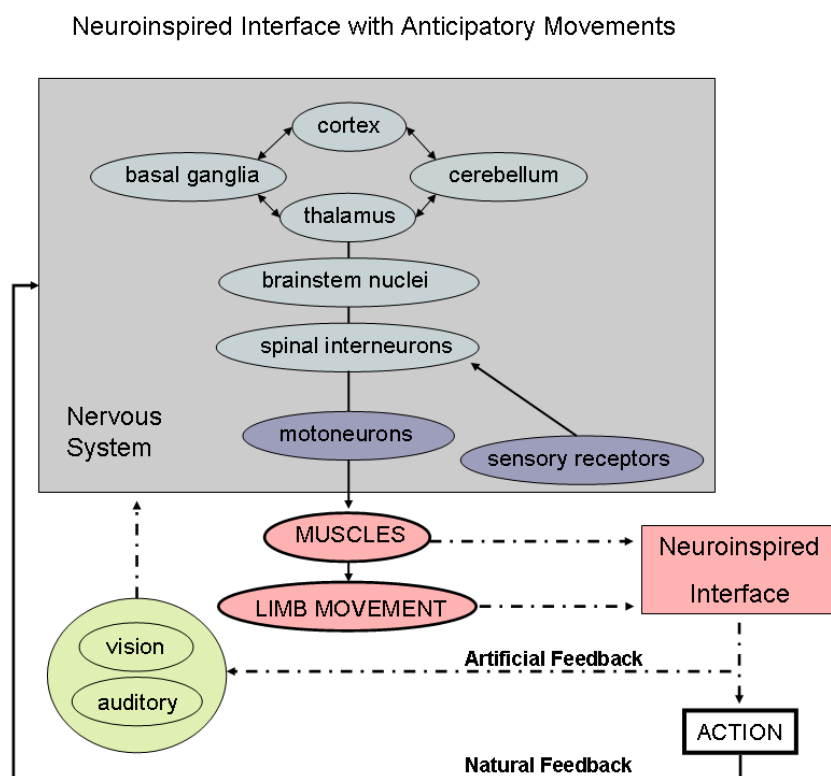 Neuroinspired Interface with Anticipatory Movements
cortex
basal ganglia
cerebellum
thalamus
brainstem nuclei
spinal interneurons
Nervous
System
motoneurons
sensory receptors
MUSCLES
Neuroinspired
Interface
LIMB MOVEMENT
vision
auditory
Artificial Feedback
ACTION
Natural Feedback